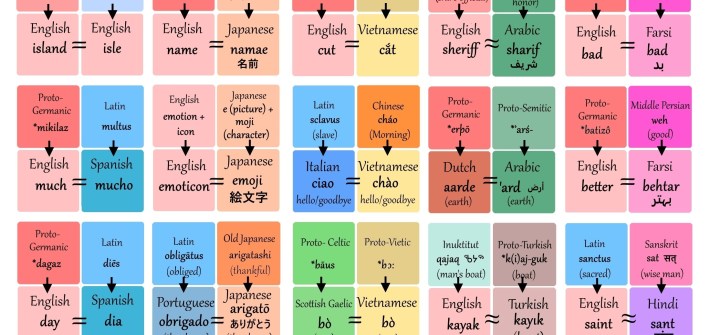 English
island
=
English
isle
English
name
=
Japanese
namae
名前
English
cut
=
Vietnamese
cắt
English
sheriff
≈
Arabic
sharif
شريف
English
bad
=
Farsi
bad
بد
Proto-
Germanic
*mikilaz
Latin
multus
English
much
=
Spanish
mucho
English
emotion +
icon
Japanese
e (picture) +
moji
(character)
English
emoticon
=
Japanese
emoji
絵文字
Latin
sclavus
(slave)
Chinese
cháo
(Morning)
Italian
ciao
hello/goodbye
=
Vietnamese
chào
hello/goodbye
Proto-
Germanic
*erþō
Proto-Semitic
*'arś-
Dutch
aarde
(earth)
=
Arabic
'ard أرض
(earth)
Proto-
Germanic
*batizô
Middle Persian
weh
(good)
English
better
=
Farsi
behtar
بهتر
Proto-
Germanic
*dagaz
Latin
diēs
English
day
=
Spanish
dia
Latin
obligātus
(obliged)
Old Japanese
arigatashi
(thankful)
Portuguese
obrigado
=
Japanese
arigatō
ありがとう
Proto- Celtic
*bāus
Proto-Vietic
*bɔː
Scottish Gaelic
bò
=
Vietnamese
bò
Inuktitut
qajaq
(man's boat)
Proto-Turkish
*k(i)aj-guk
(boat)
English
kayak
=
Turkish
kayık
Latin
sanctus
(sacred)
Sanskrit
sat सत्
(wise man)
English
saint
≈
Hindi
sant